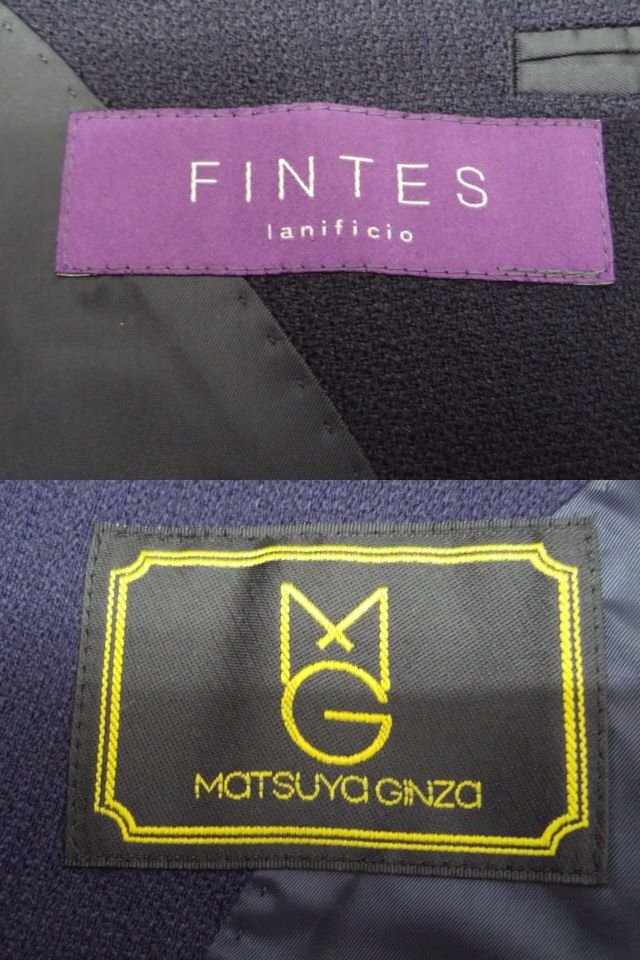 FINTES
lanificio
MG
MATSUYA GINZA